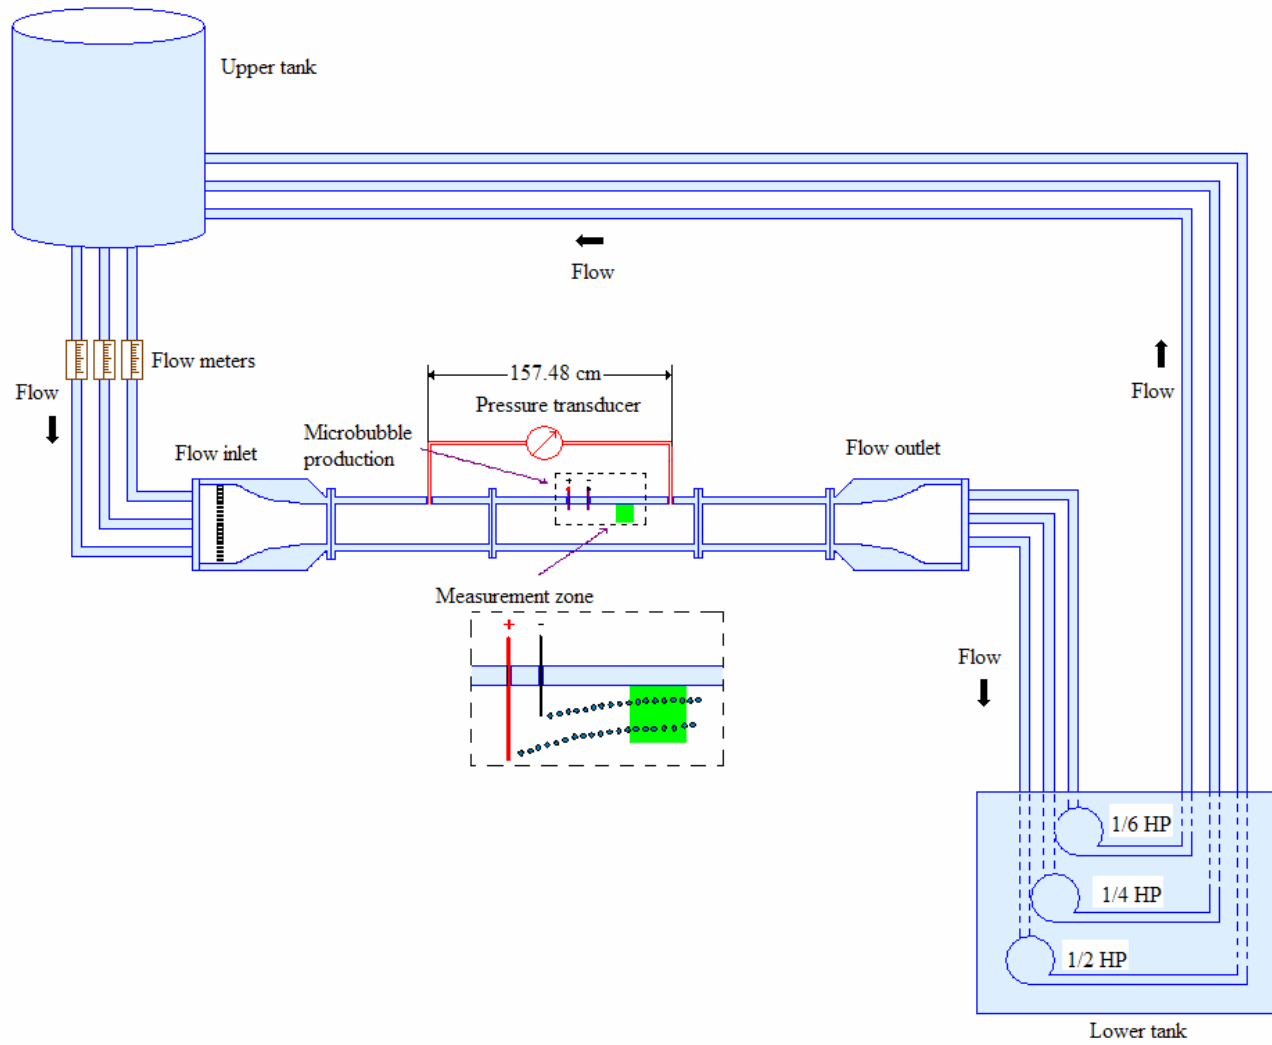 Upper tank
Flow
Flow meters
Flow
Flow
157.48 cm
Pressure transducer
Microbubble
production
Flow inlet
Flow outlet
+ -
Measurement zone
+ -
Flow
1/6 HP
1/4 HP
1/2 HP
Lower tank